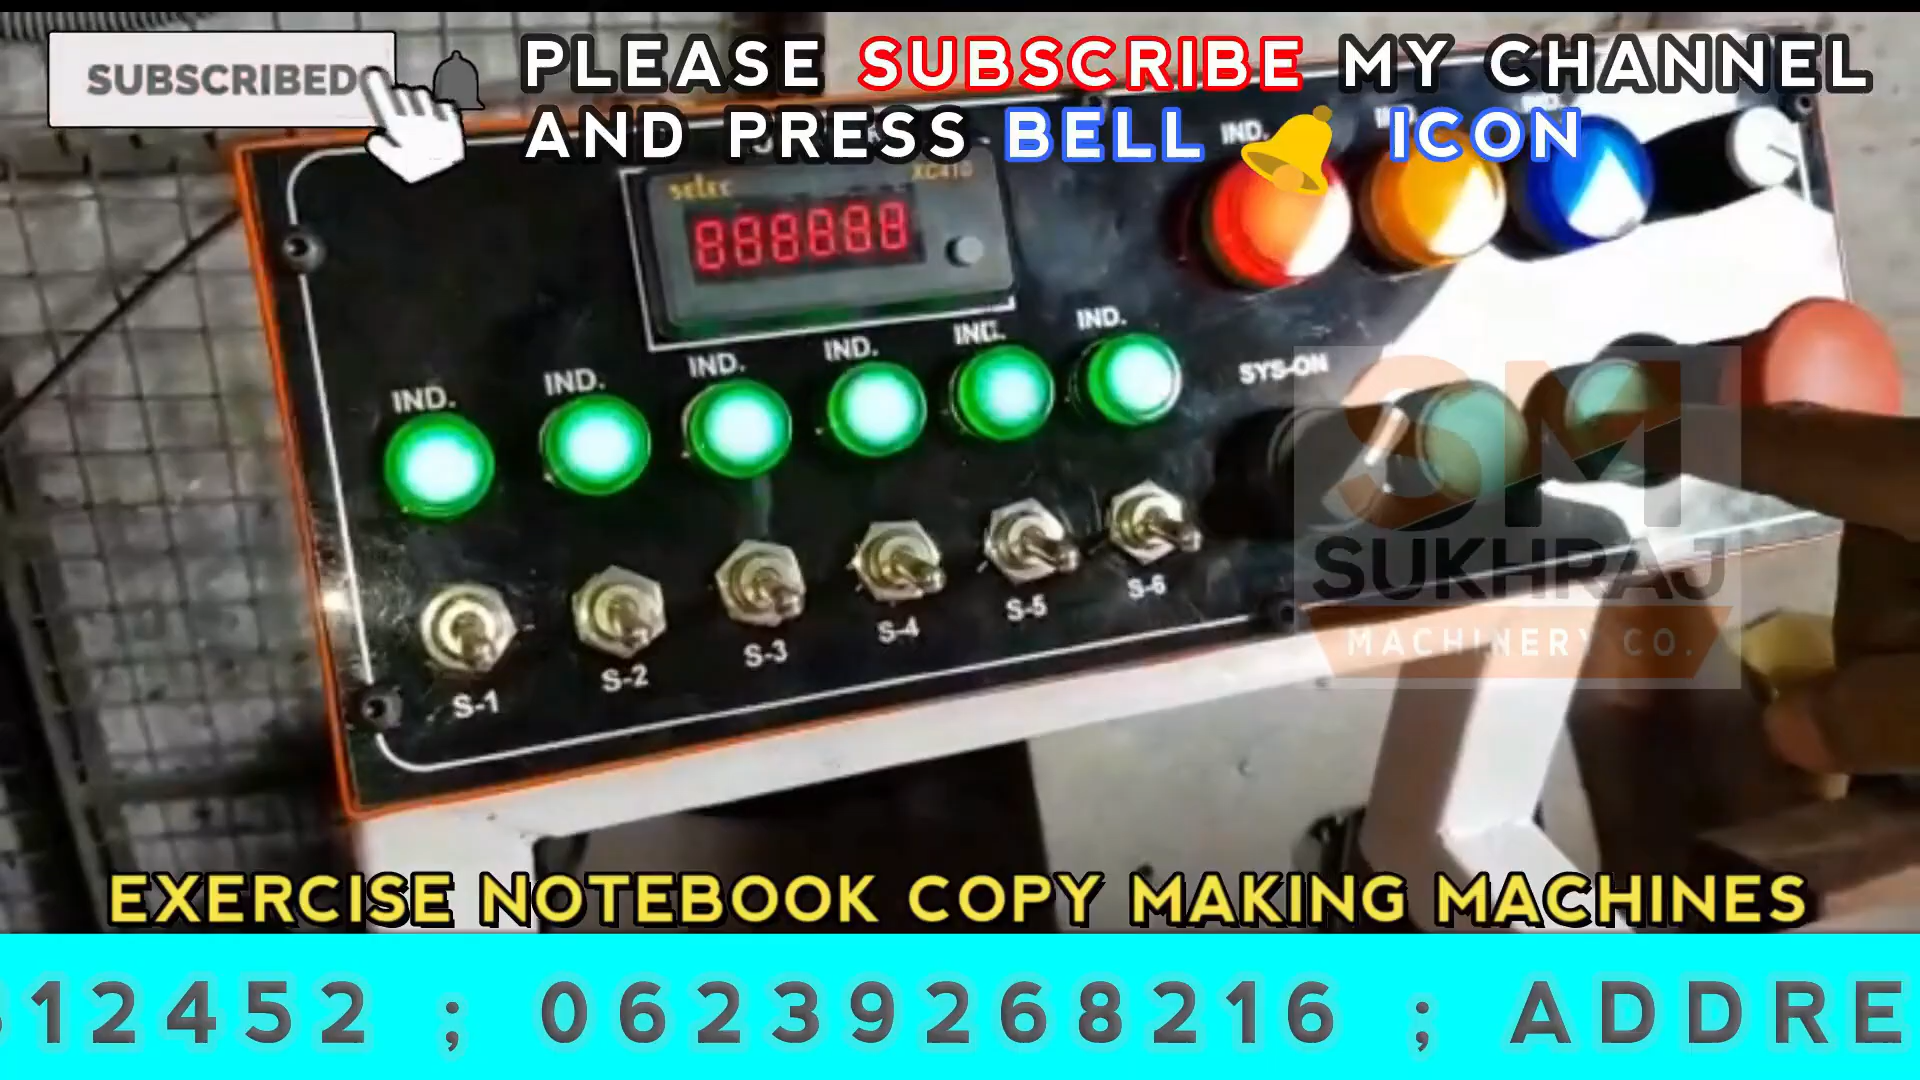 SUBSCRIBED
PLEASE SUBSCRIBE MY CHANNEL
AND PRESS BELL ICON
selec
XC410
888888
IND.
IND.
IND.
IND.
IND.
IND.
IND.
SYS-ON
S-1
S-2
S-3
S-4
S-5
S-6
SM
SUKHRAJ
MACHINERY CO.
EXERCISE NOTEBOOK COPY MAKING MACHINES
12452 ; 06239268216 ; ADDRE